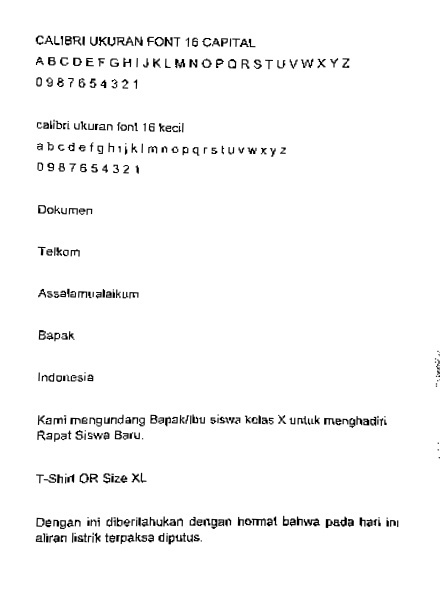 CALIBRI UKURAN FONT 16 CAPITAL
A B C D E F G H I J K L M N O P Q R S T U V W X Y Z
0 9 8 7 6 5 4 3 2 1
calibri ukuran font 16 kecil
a b c d e f g h i j k l m n o p q r s t u v w x y z
0 9 8 7 6 5 4 3 2 1
Dokumen
Telkom
Assalamualaikum
Bapak
Indonesia
Kami mengundang Bapak/Ibu siswa kelas X untuk menghadiri
Rapat Siswa Baru.
T-Shirt OR Size XL
Dengan ini diberitahukan dengan hormat bahwa pada hari ini
aliran listrik terpaksa diputus.